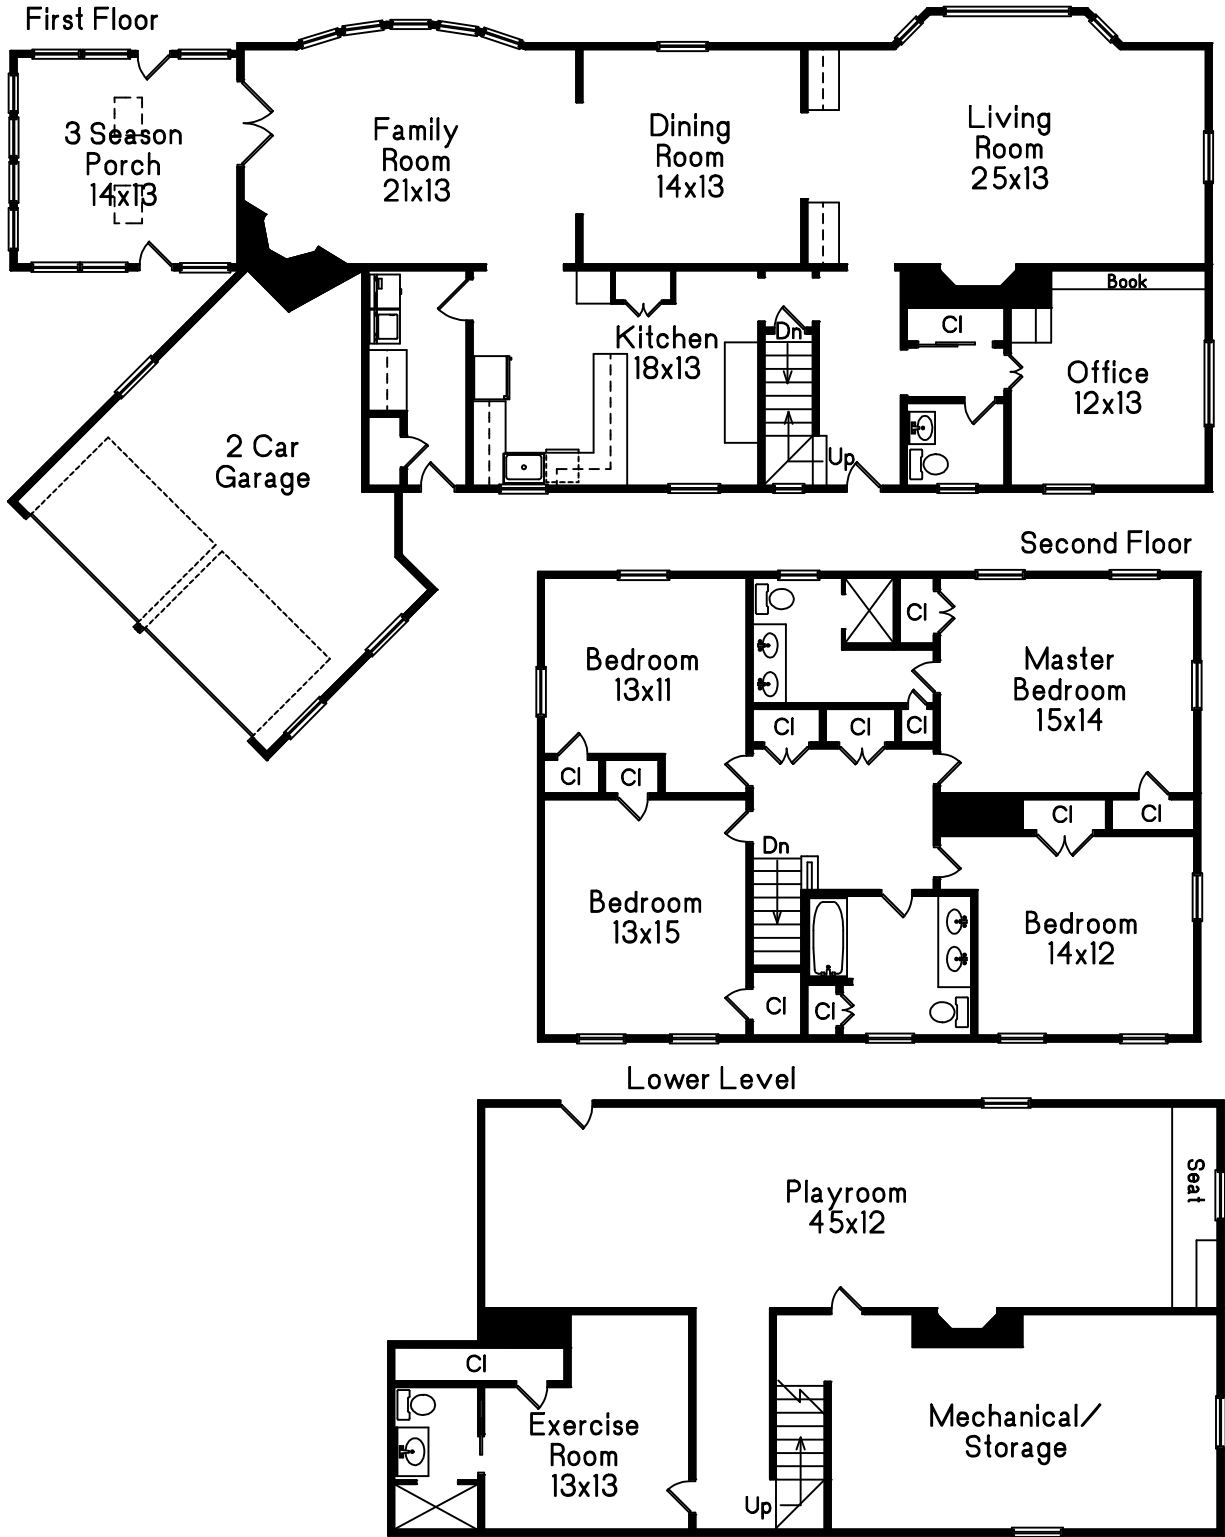 First Floor
3 Season
Porch
14x13
Family
Room
21x13
Dining
Room
14x13
Living
Room
25x13
Book
Cl
Dn
Kitchen
18x13
Office
12x13
2 Car
Garage
Up
Second Floor
Cl
Bedroom
13x11
Master
Bedroom
15x14
Cl
Cl
Cl
Cl
Cl
Cl
Cl
Dn
Bedroom
13x15
Bedroom
14x12
Cl
Cl
Lower Level
Seat
Playroom
45x12
Cl
Exercise
Room
13x13
Mechanical/
Storage
Up